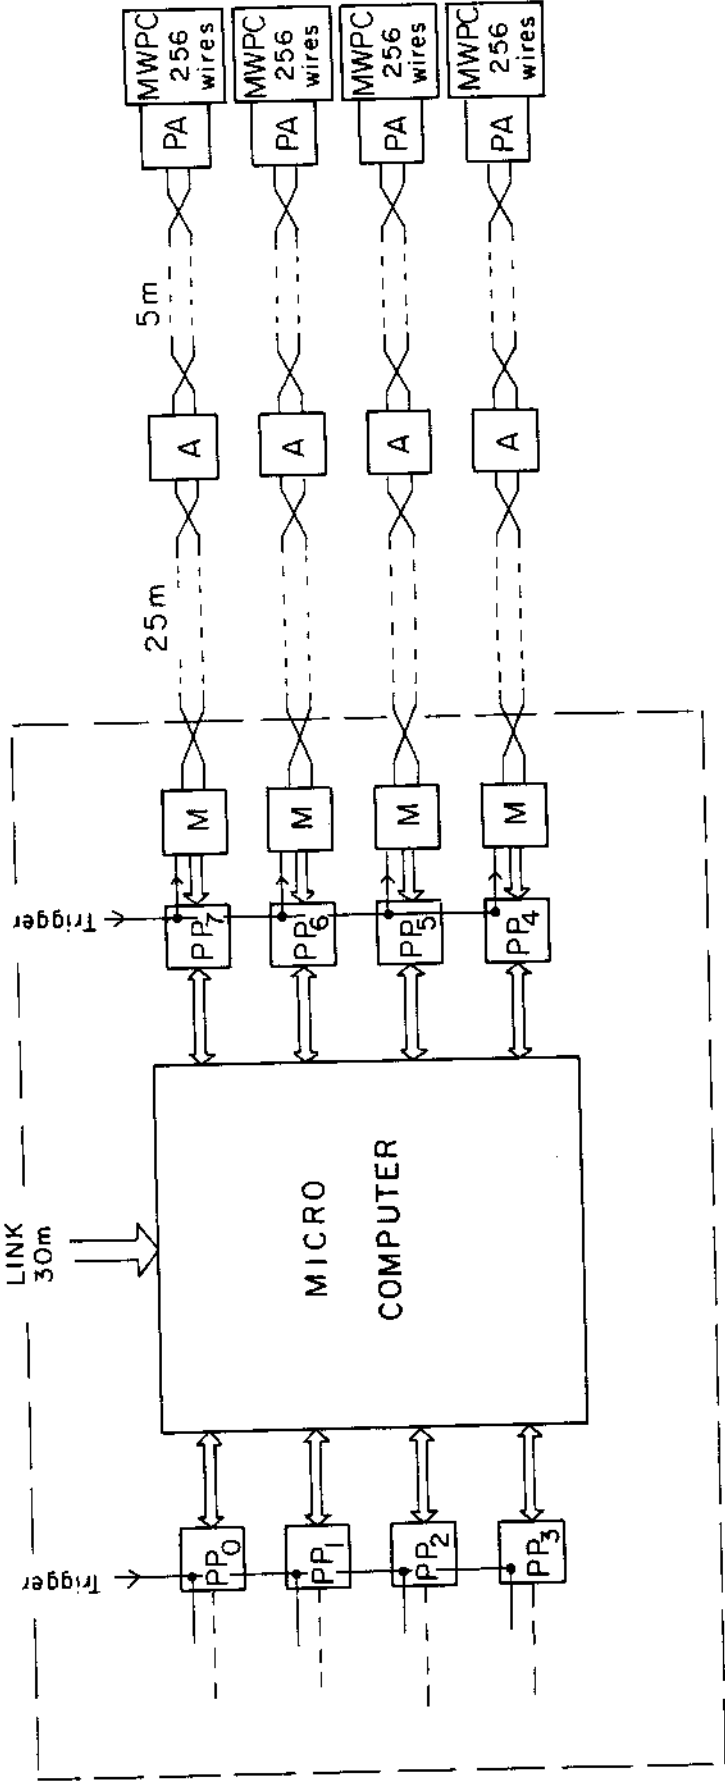 MWPC
256
wires
MWPC
256
wires
MWPC
256
wires
MWPC
256
wires
PA
PA
PA
PA
5m
A
A
A
A
25m
M
M
M
M
Trigger
PP7
PP6
PP5
PP4
LINK
30m
MICRO
COMPUTER
Trigger
PP0
PP1
PP2
PP3